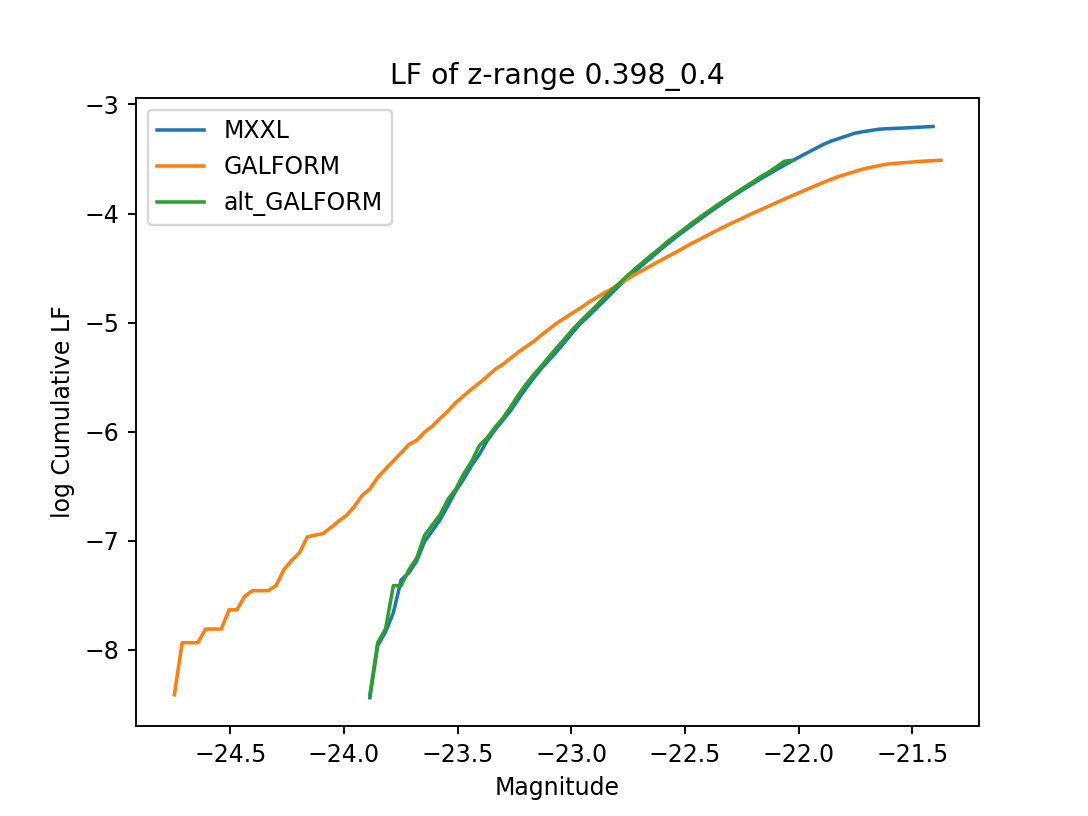 LF of z-range 0.398_0.4
MXXL
GALFORM
alt_GALFORM
log Cumulative LF
−3
−4
−5
−6
−7
−8
−24.5
−24.0
−23.5
−23.0
−22.5
−22.0
−21.5
Magnitude